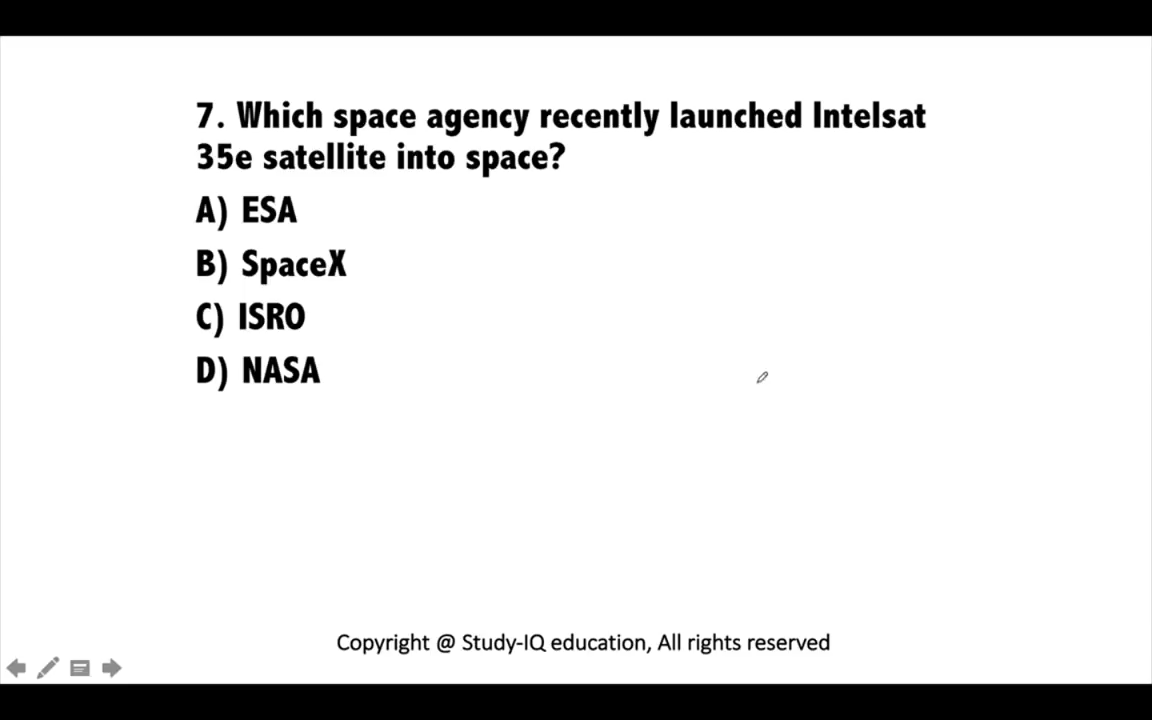 7. Which space agency recently launched Intelsat
35e satellite into space?
A) ESA
B) SpaceX
C) ISRO
D) NASA
Copyright @ Study-IQ education, All rights reserved